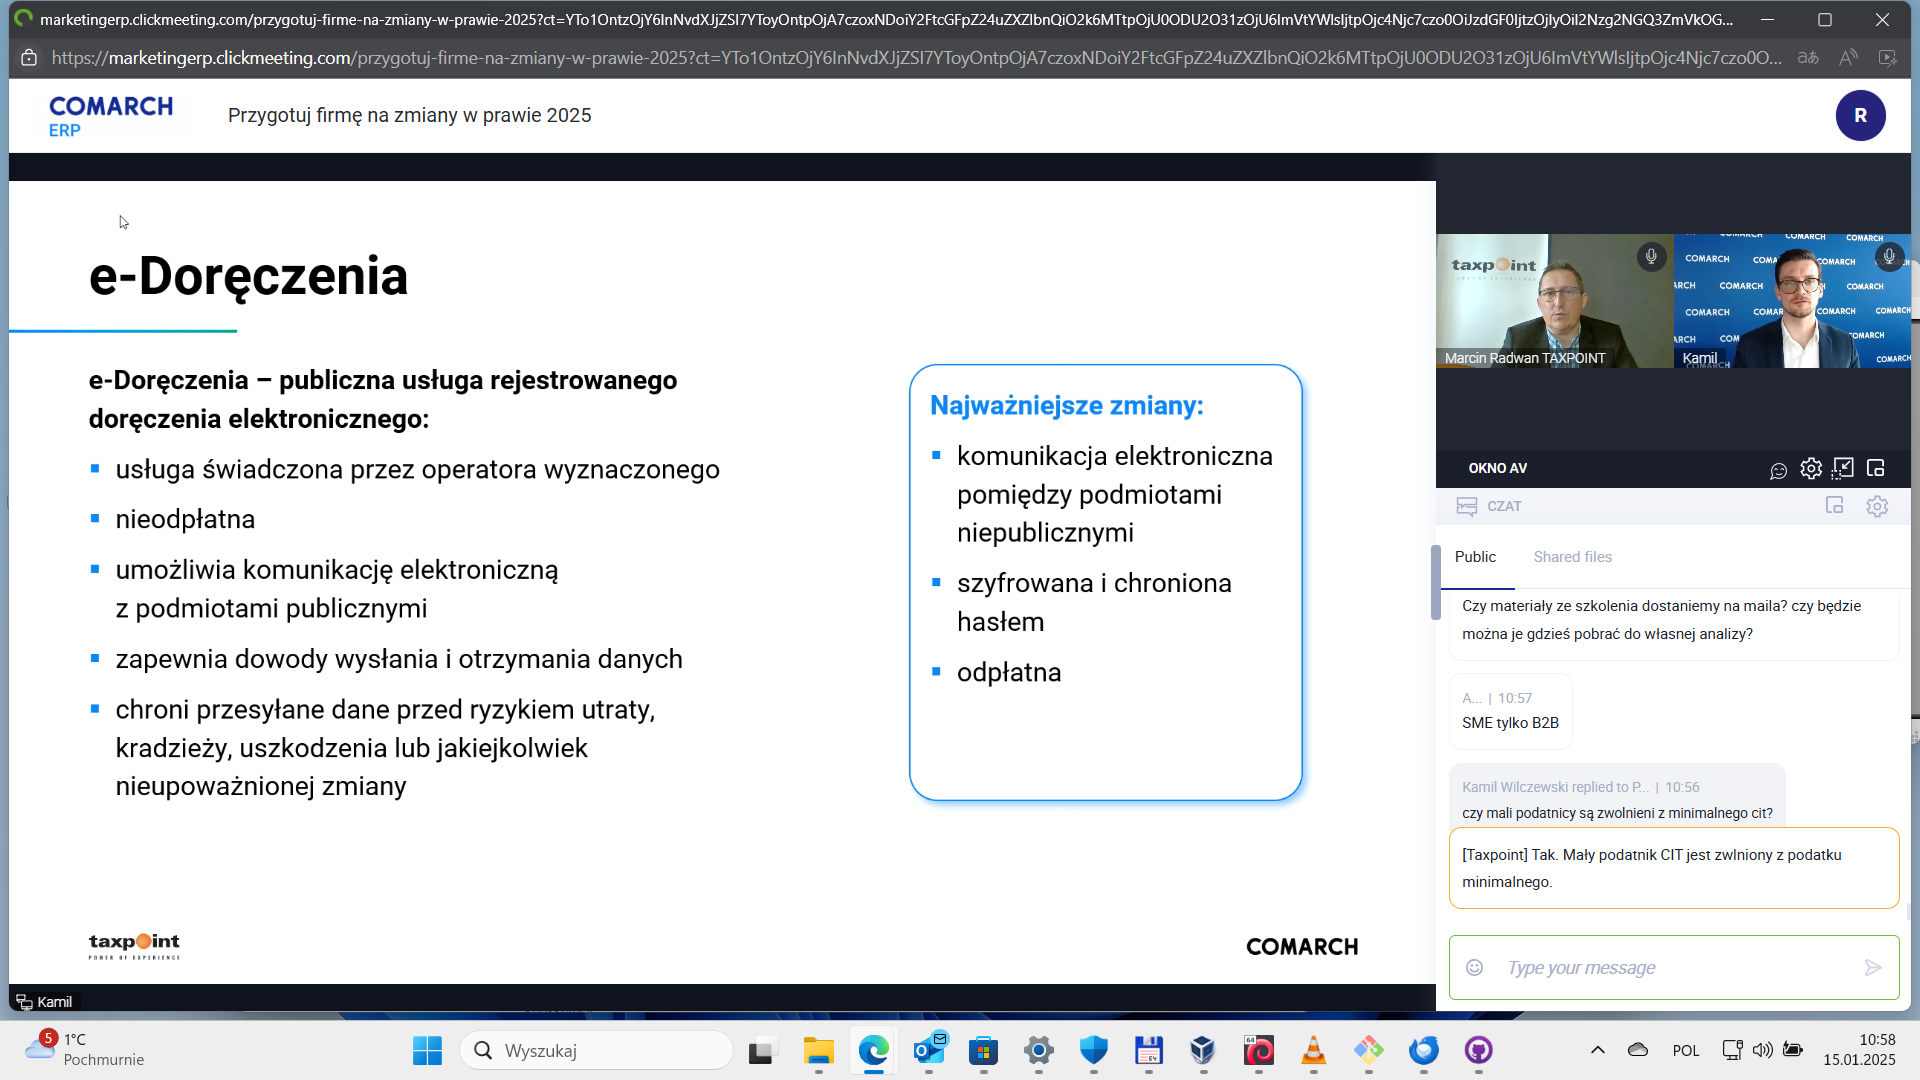 marketingerp.clickmeeting.com/przygotuj-firme-na-zmiany-w-prawie-2025?ct=YTo1OntzOjY6InNvdXJjZSI7YToyOntpOjA7czoxNDoiY2FtcGFpZ24uZXZlbnQiO2k6MTtpOjU0ODU2O31zOjU6ImVtYWlsIjtpOjc4Njc7czo0OiJzdGF0IjtzOjIyOiI2Nzg2NGQ3ZmVkOG...
https://marketingerp.clickmeeting.com/przygotuj-firme-na-zmiany-w-prawie-2025?ct=YTo1OntzOjY6InNvdXJjZSI7YToyOntpOjA7czoxNDoiY2FtcGFpZ24uZXZlbnQiO2k6MTtpOjU0ODU2O31zOjU6ImVtYWlsIjtpOjc4Njc7czo0O...
COMARCH
ERP
Przygotuj firmę na zmiany w prawie 2025
R
e-Doręczenia
e-Doręczenia – publiczna usługa rejestrowanego
doręczenia elektronicznego:
usługa świadczona przez operatora wyznaczonego
nieodpłatna
umożliwia komunikację elektroniczną
z podmiotami publicznymi
zapewnia dowody wysłania i otrzymania danych
chroni przesyłane dane przed ryzykiem utraty,
kradzieży, uszkodzenia lub jakiejkolwiek
nieupoważnionej zmiany
Najważniejsze zmiany:
komunikacja elektroniczna
pomiędzy podmiotami
niepublicznymi
szyfrowana i chroniona
hasłem
odpłatna
taxpoint
POWER OF EXPERIENCE
COMARCH
Kamil
taxpoint
Marcin Radwan TAXPOINT
COMARCH
Kamil
OKNO AV
CZAT
Public
Shared files
Czy materiały ze szkolenia dostaniemy na maila? czy będzie
można je gdzieś pobrać do własnej analizy?
A... | 10:57
SME tylko B2B
Kamil Wilczewski replied to P... | 10:56
czy mali podatnicy są zwolnieni z minimalnego cit?
[Taxpoint] Tak. Mały podatnik CIT jest zwlniony z podatku
minimalnego.
Type your message
5
1°C
Pochmurnie
Wyszukaj
64
64
POL
10:58
15.01.2025